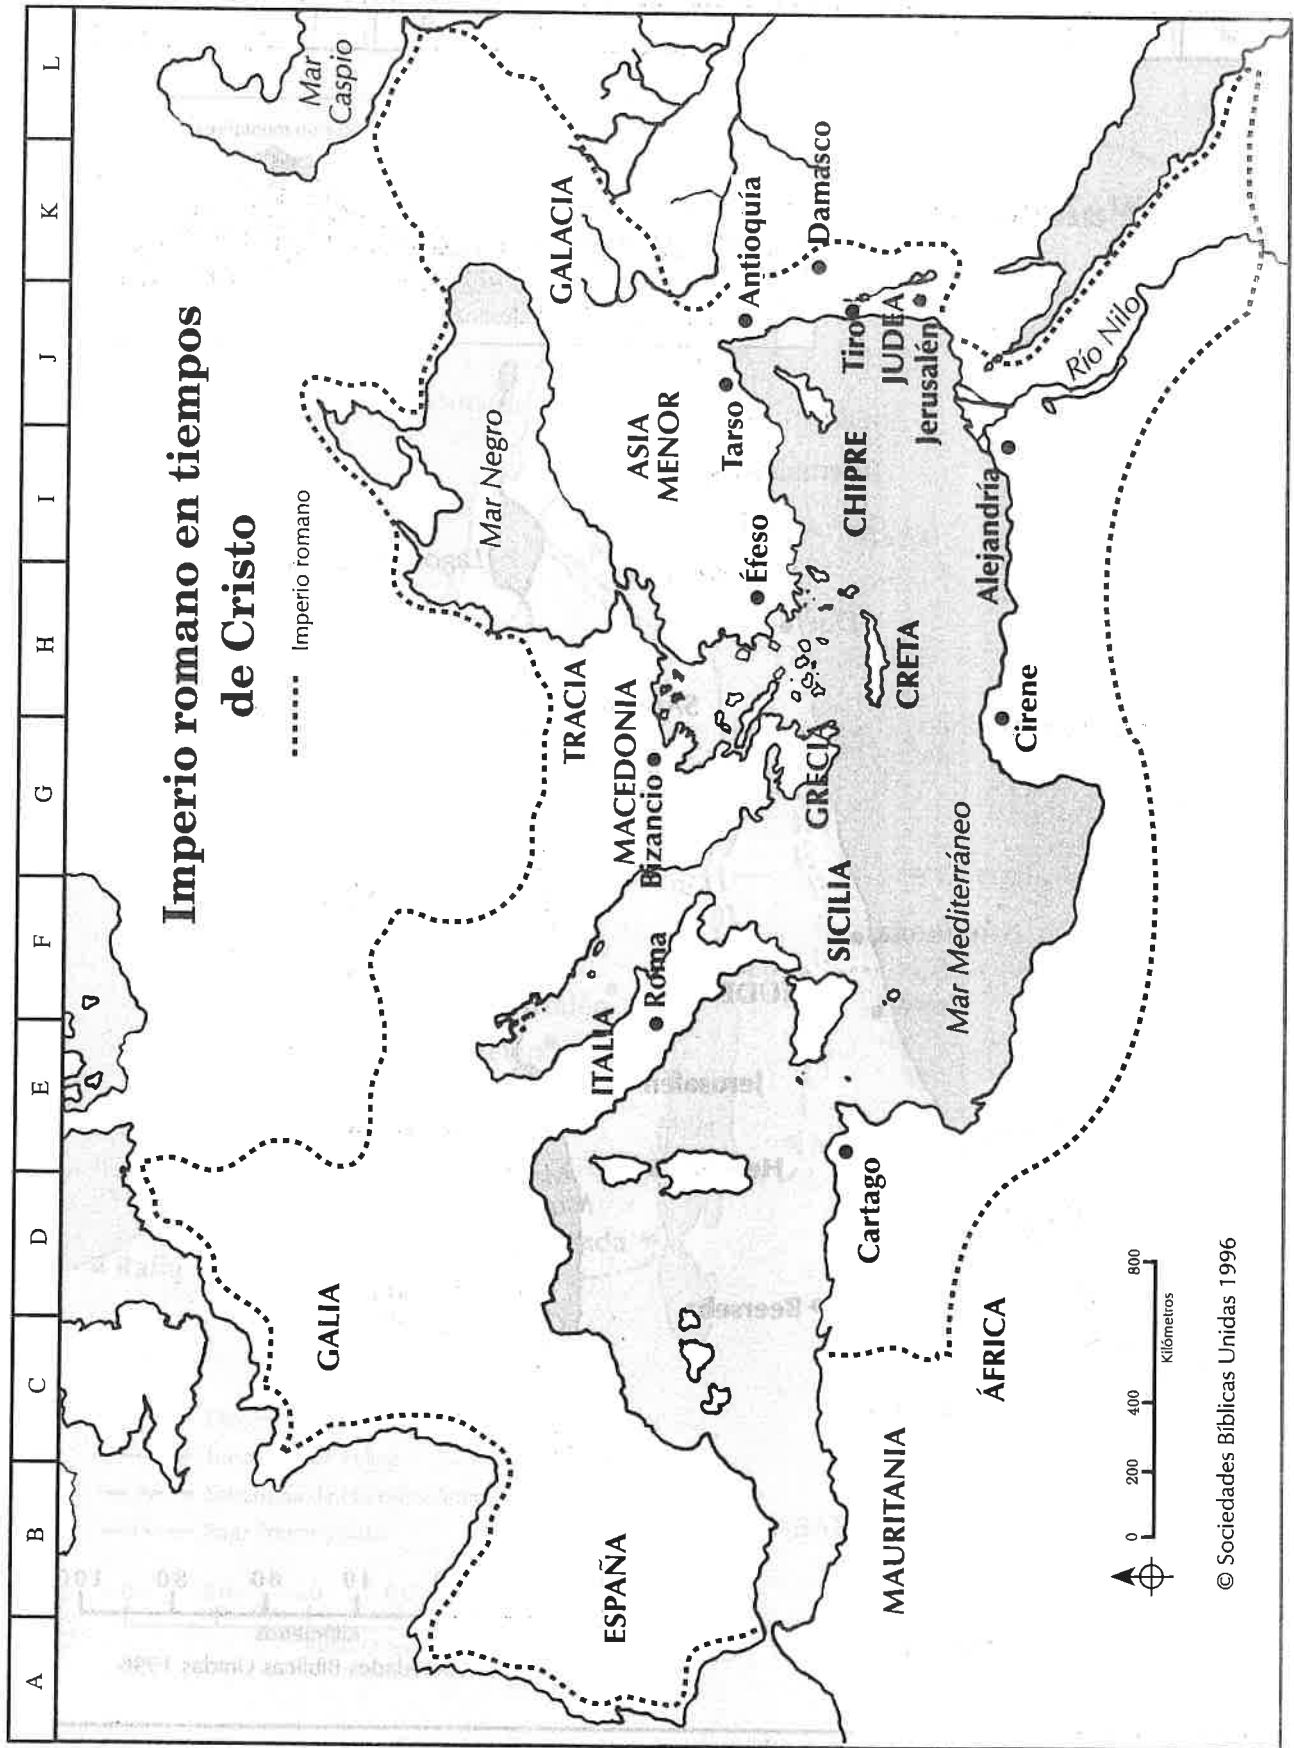 A
B
C
D
E
F
G
H
I
J
K
L
Imperio romano en tiempos
de Cristo
Imperio romano
Mar
Caspio
Mar Negro
GALACIA
ASIA
MENOR
TRACIA
MACEDONIA
Bizancio
GALIA
ITALIA
Roma
ESPAÑA
Éfeso
Tarso
Antioquía
Damasco
Tiro
JUDEA
Jerusalén
CHIPRE
CRETA
GRECIA
SICILIA
Mar Mediterráneo
Alejandría
Río Nilo
Cirene
Cartago
MAURITANIA
ÁFRICA
0 200 400 800
Kilómetros
© Sociedades Bíblicas Unidas 1996